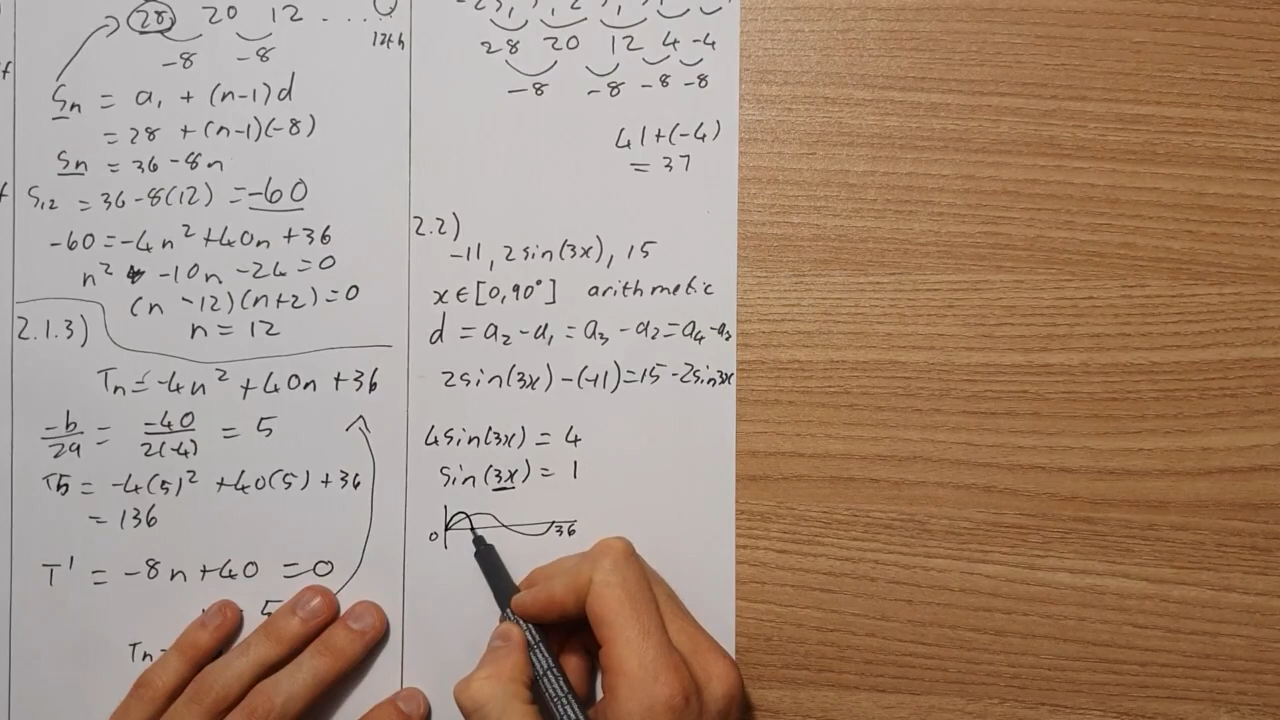 28, 20 12 ....
12th
-8 -8
Sn = a1 + (n-1)d
= 28 + (n-1)(-8)
Sn = 36-8n
S12 = 36-8(12) = -60
-60 = -4n² +40n +36
n² -10n -24 = 0
(n -12)(n+2) = 0
n = 12
2.1.3)
Tn = -4n² + 40n + 36
-b/2a = -40/2(-4) = 5
T5 = -4(5)² +40(5) + 36
= 136
T' = -8n+40 = 0
= 5
Tn =
28 20 12 4 -4
-8 -8 -8 -8
41+(-4)
= 37
2.2)
-11, 2sin(3x), 15
x∈[0,90°] arithmetic
d = a2 - a1 = a3 - a2 = a4 - a3
2sin(3x) -(-11) = 15 - 2sin3x
4sin(3x) = 4
sin(3x) = 1
0 36